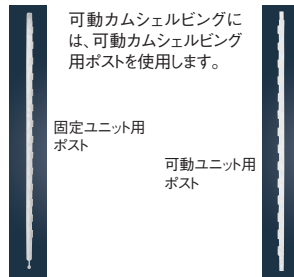 可動カムシェルビングに
は、可動カムシェルビング
用ポストを使用します。
固定ユニット用
ポスト
可動ユニット用
ポスト